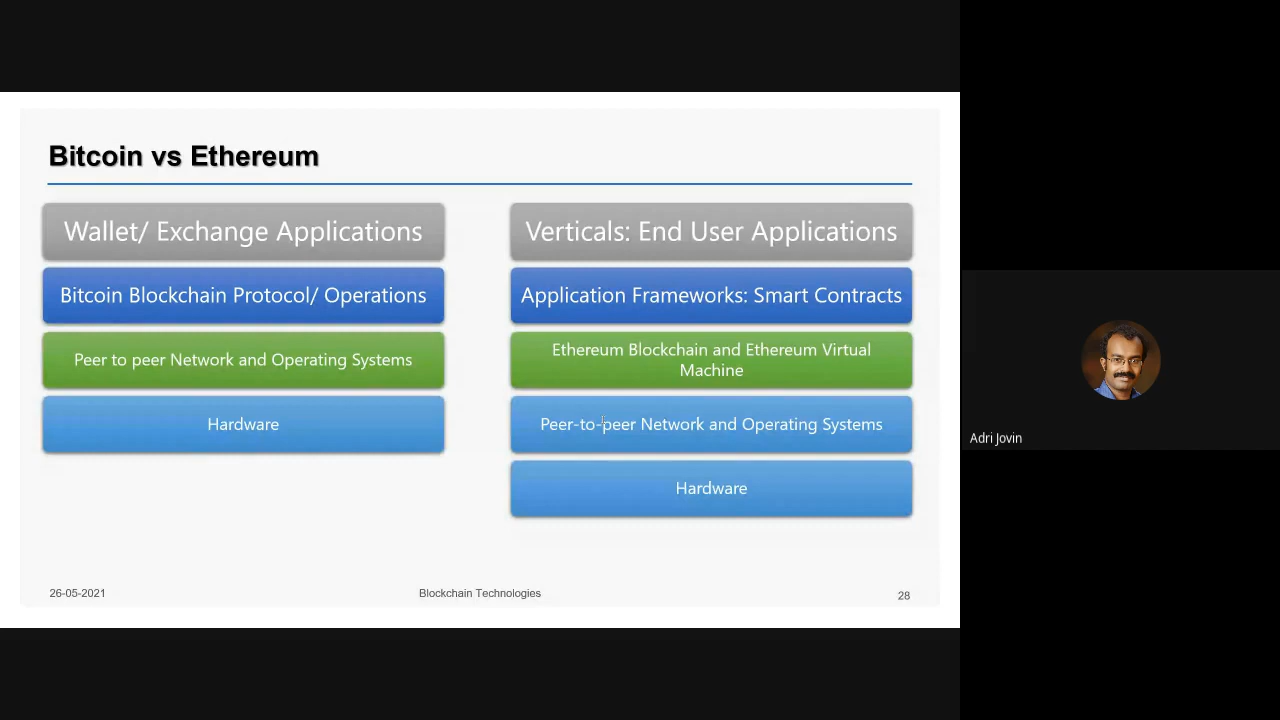 Bitcoin vs Ethereum
Wallet/ Exchange Applications
Bitcoin Blockchain Protocol/ Operations
Peer to peer Network and Operating Systems
Hardware
Verticals: End User Applications
Application Frameworks: Smart Contracts
Ethereum Blockchain and Ethereum Virtual
Machine
Peer-to-peer Network and Operating Systems
Hardware
26-05-2021
Blockchain Technologies
28
Adri Jovin